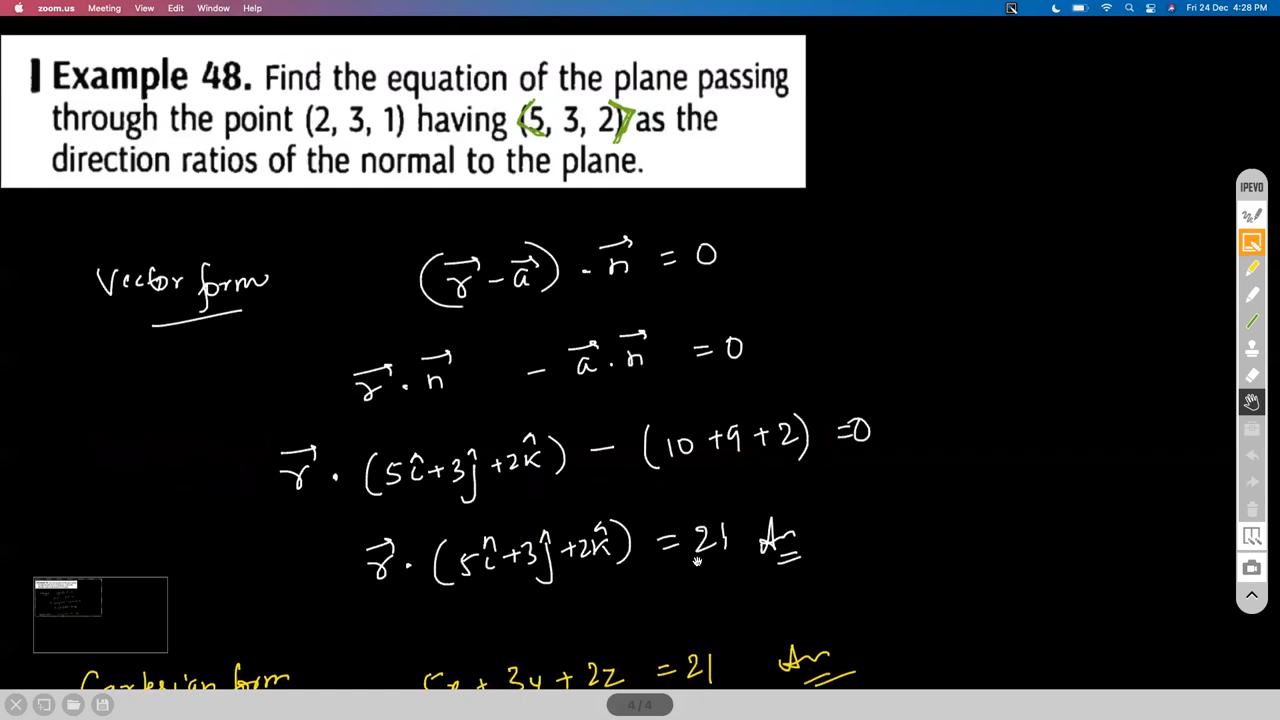 zoom.us Meeting View Edit Window Help Fri 24 Dec 4:28 PM
Example 48. Find the equation of the plane passing
through the point (2, 3, 1) having (5, 3, 2) as the
direction ratios of the normal to the plane.
IPEVO
Vector form (r⃗ - a⃗) · n⃗ = 0
r⃗ · n⃗ - a⃗ · n⃗ = 0
r⃗ · (5î + 3ĵ + 2k̂) - (10 + 9 + 2) = 0
r⃗ · (5î + 3ĵ + 2k̂) = 21 An
Cartesian form 5x + 3y + 2z = 21 An
4 / 4